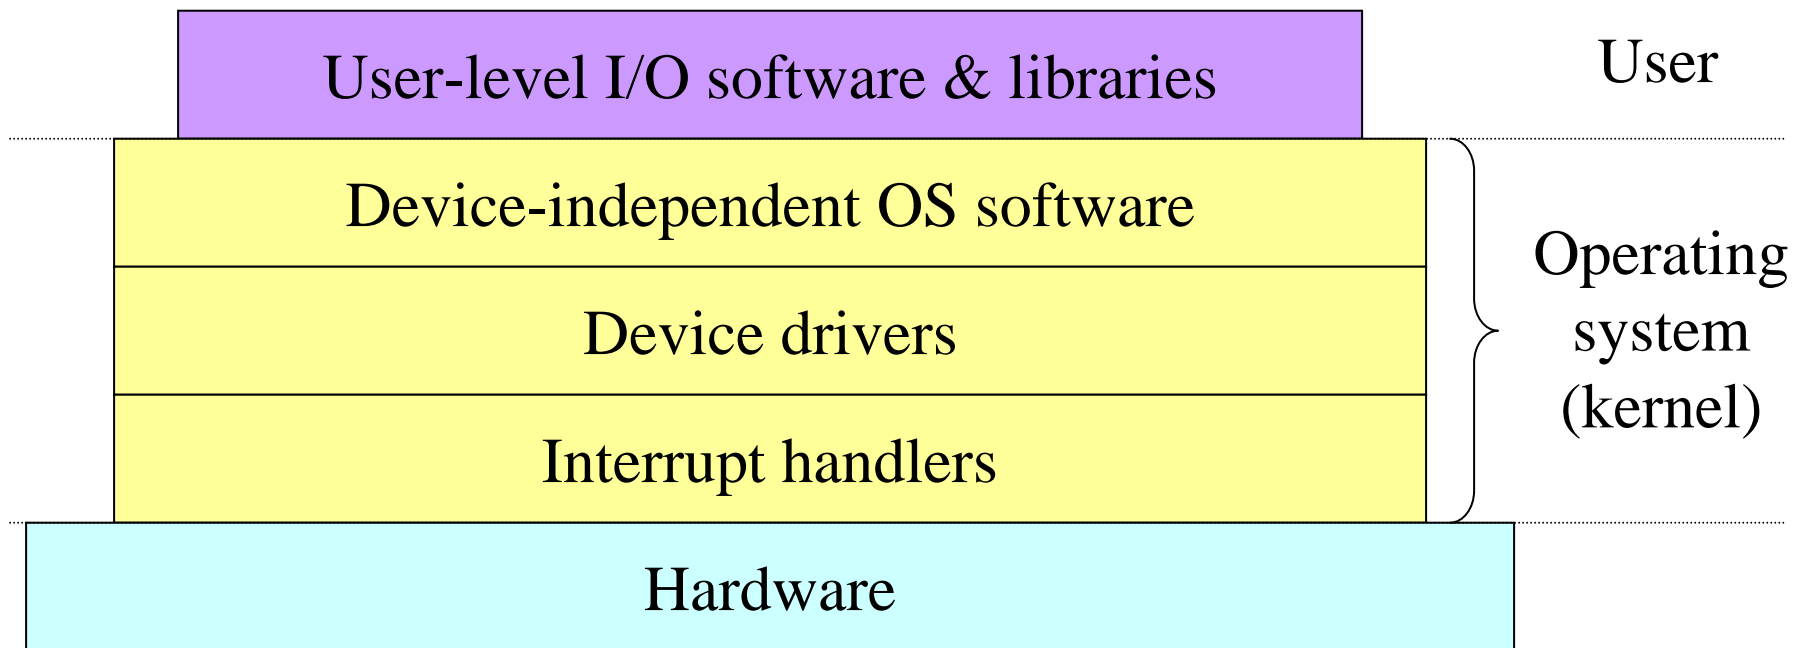 User-level I/O software & libraries
User
Device-independent OS software
Device drivers
Interrupt handlers
Operating
system
(kernel)
Hardware